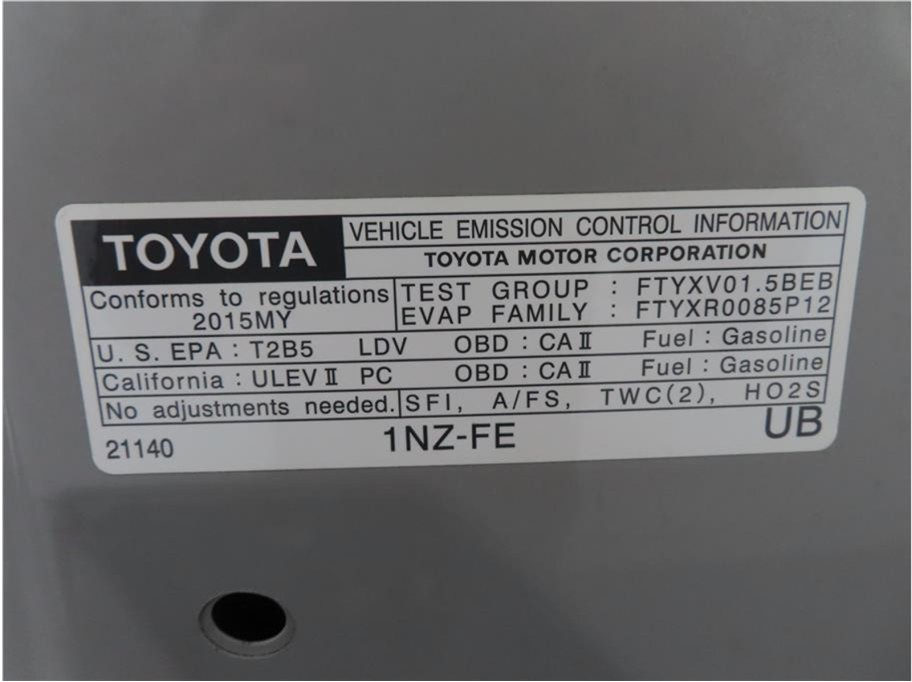 TOYOTA
VEHICLE EMISSION CONTROL INFORMATION
TOYOTA MOTOR CORPORATION
Conforms to regulations
2015MY
TEST GROUP : FTYXV01.5BEB
EVAP FAMILY : FTYXR0085P12
U. S. EPA : T2B5 LDV OBD : CAⅡ Fuel : Gasoline
California : ULEVⅡ PC OBD : CAⅡ Fuel : Gasoline
No adjustments needed. SFI, A/FS, TWC(2), HO2S
21140 1NZ-FE UB